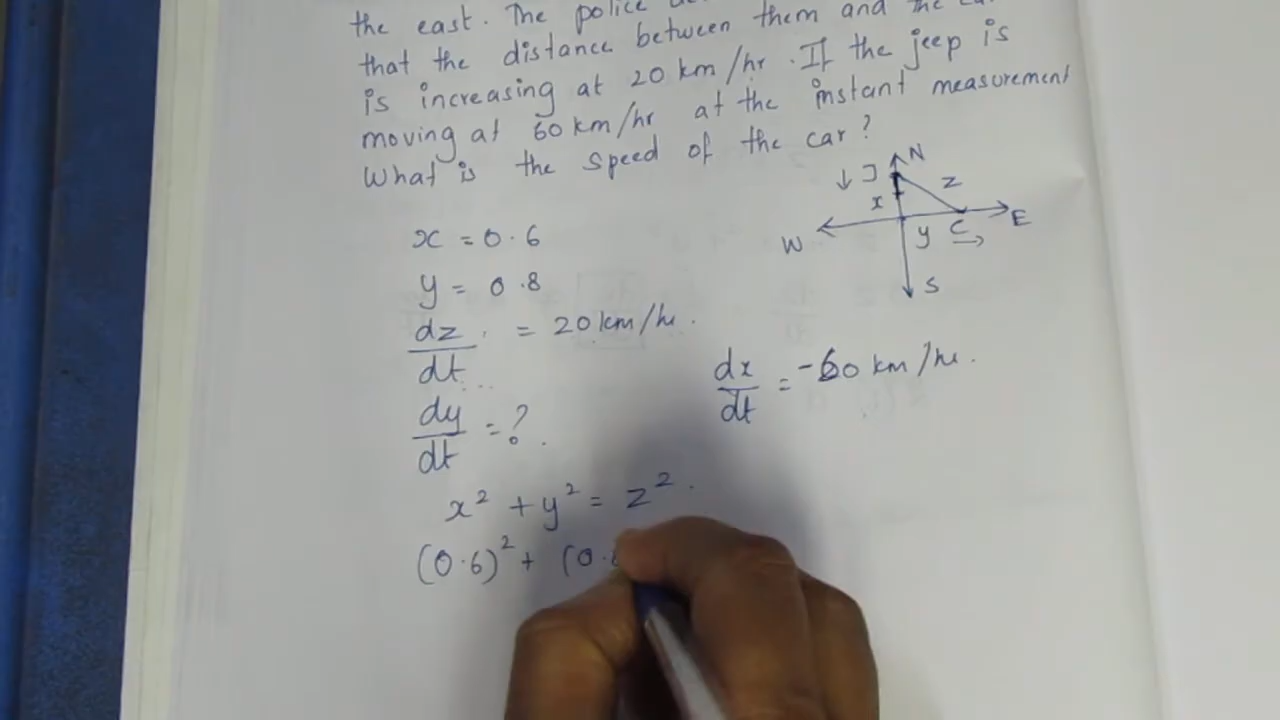 the east. The police
that the distance between them and the
is increasing at 20 km/hr. If the jeep is
moving at 60 km/hr at the instant measurement
What is the speed of the car?
N
J
z
x
W
y
C
E
S
x = 0.6
y = 0.8
dz/dt = 20 km/hr.
dx/dt = -60 km/hr.
dy/dt = ?
x² + y² = z².
(0.6)² + (0.8